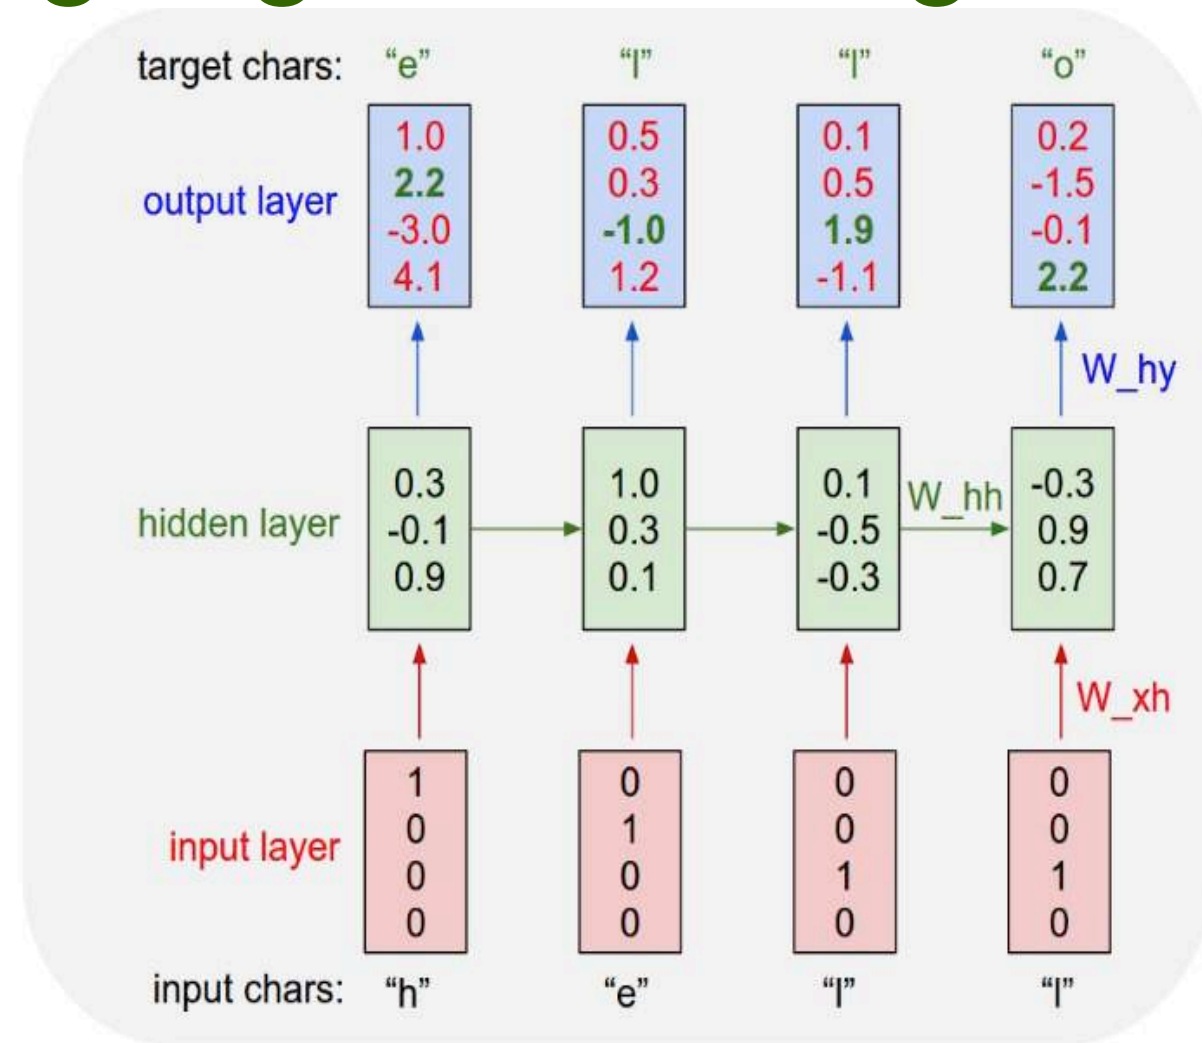 target chars: “e” “l” “l” “o”
1.0 0.5 0.1 0.2
2.2 0.3 0.5 -1.5
output layer
-3.0 -1.0 1.9 -0.1
4.1 1.2 -1.1 2.2
W_hy
0.3 1.0 0.1 -0.3
W_hh
hidden layer -0.1 0.3 -0.5 0.9
0.9 0.1 -0.3 0.7
W_xh
1 0 0 0
0 1 0 0
input layer
0 0 1 1
0 0 0 0
input chars: “h” “e” “l” “l”